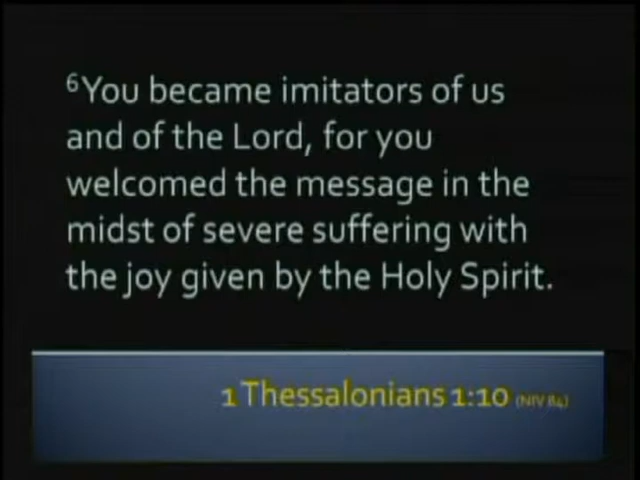 ⁶You became imitators of us
and of the Lord, for you
welcomed the message in the
midst of severe suffering with
the joy given by the Holy Spirit.
1 Thessalonians 1:10 (NIV 84)